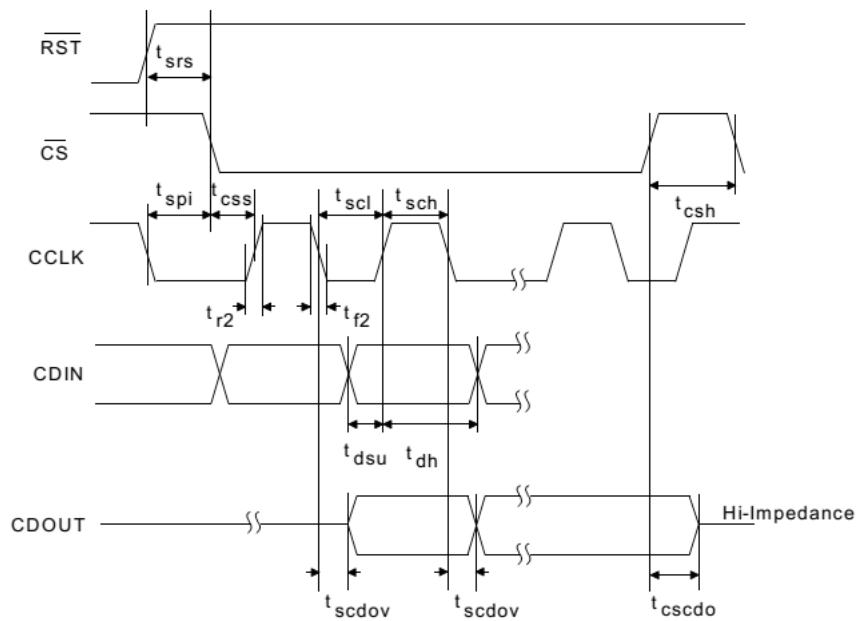 RST
t srs
CS
t spi
t css
t scl
t sch
t csh
CCLK
t r2
t f2
CDIN
t dsu
t dh
CDOUT
Hi-Impedance
t scdov
t scdov
t cscdo